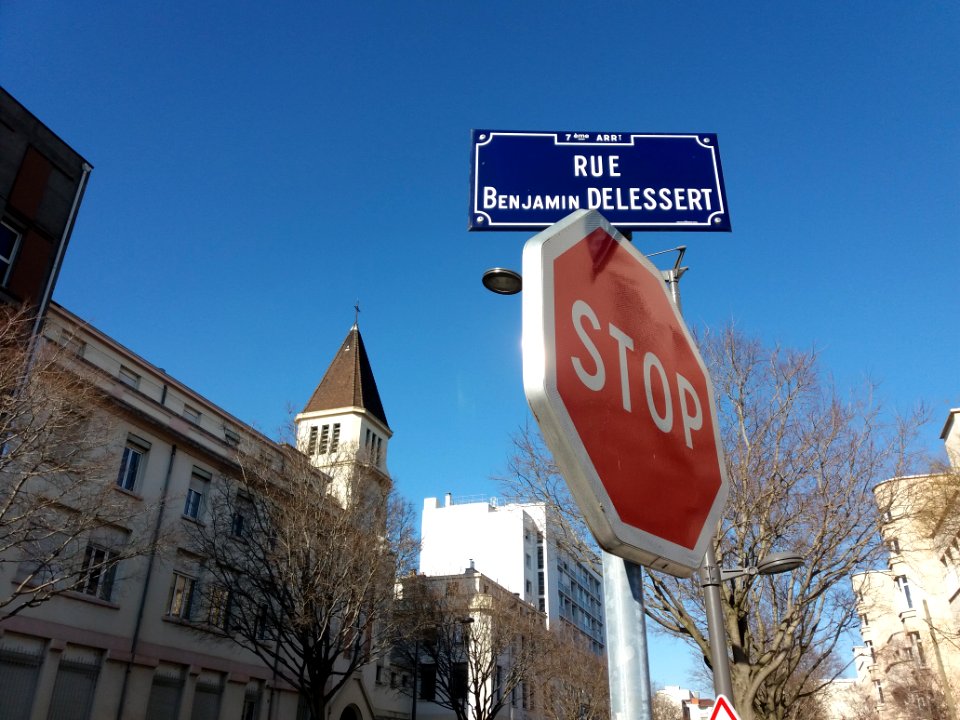 7ème ARRT
RUE
BENJAMIN DELESSERT
STOP